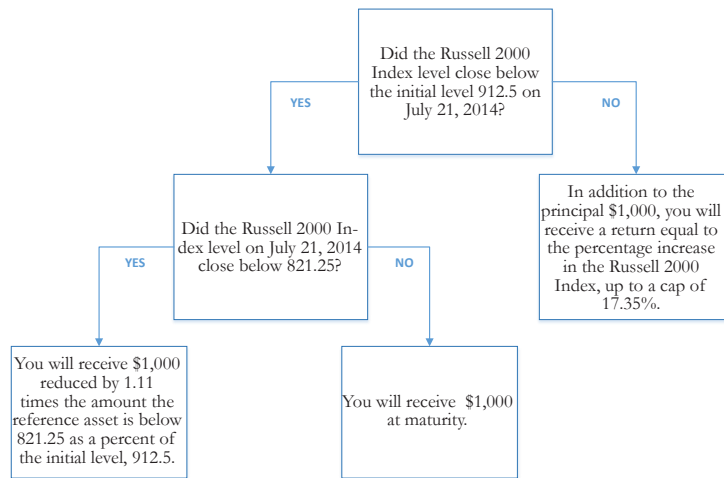 Did the Russell 2000
Index level close below
the initial level 912.5 on
July 21, 2014?
YES
NO
Did the Russell 2000 In-
dex level on July 21, 2014
close below 821.25?
In addition to the
principal $1,000, you will
receive a return equal to
the percentage increase
in the Russell 2000
Index, up to a cap of
17.35%.
YES
NO
You will receive $1,000
reduced by 1.11
times the amount the
reference asset is below
821.25 as a percent of
the initial level, 912.5.
You will receive $1,000
at maturity.